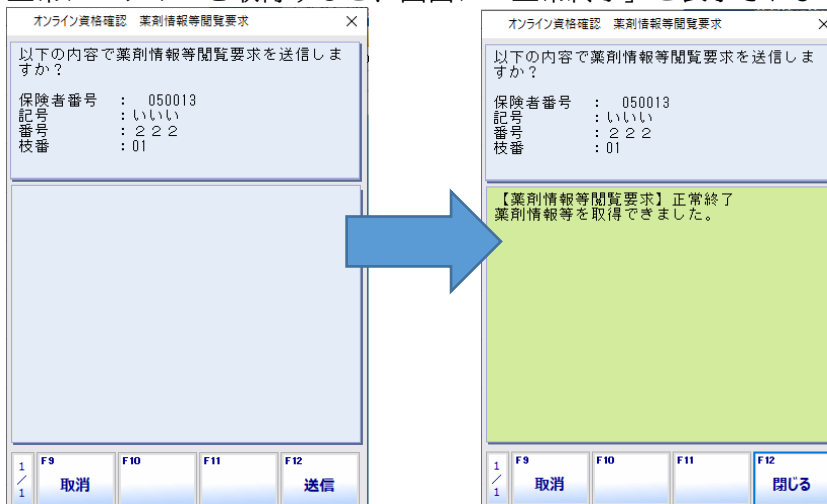 オンライン資格確認　薬剤情報等閲覧要求
以下の内容で薬剤情報等閲覧要求を送信しま
すか？
保険者番号　：　050013
記号　：いいい
番号　：２２２
枝番　：01
1/1
F9 取消
F10
F11
F12 送信
オンライン資格確認　薬剤情報等閲覧要求
以下の内容で薬剤情報等閲覧要求を送信しま
すか？
保険者番号　：　050013
記号　：いいい
番号　：２２２
枝番　：01
【薬剤情報等閲覧要求】正常終了
薬剤情報等を取得できました。
1/1
F9 取消
F10
F11
F12 閉じる